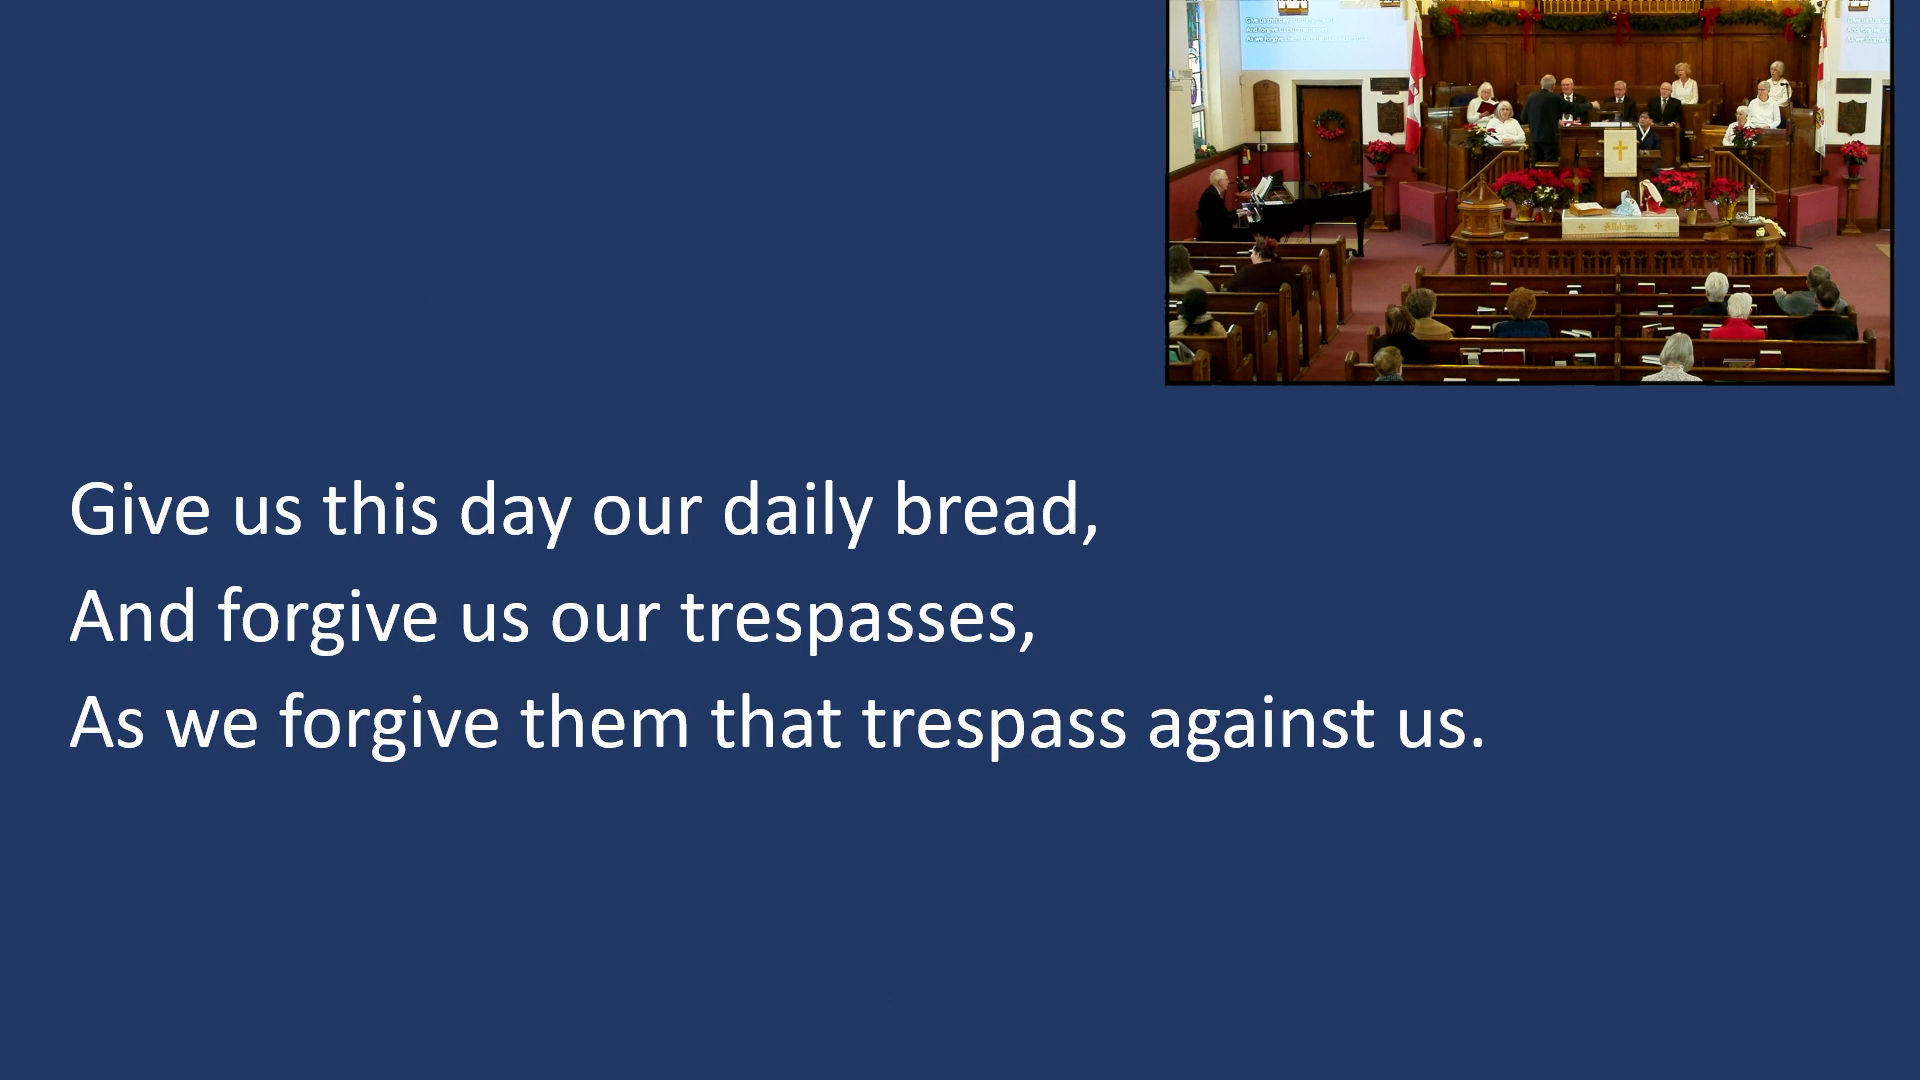 Give us this day our daily bread,
And forgive us our trespasses,
As we forgive them that trespass against us.